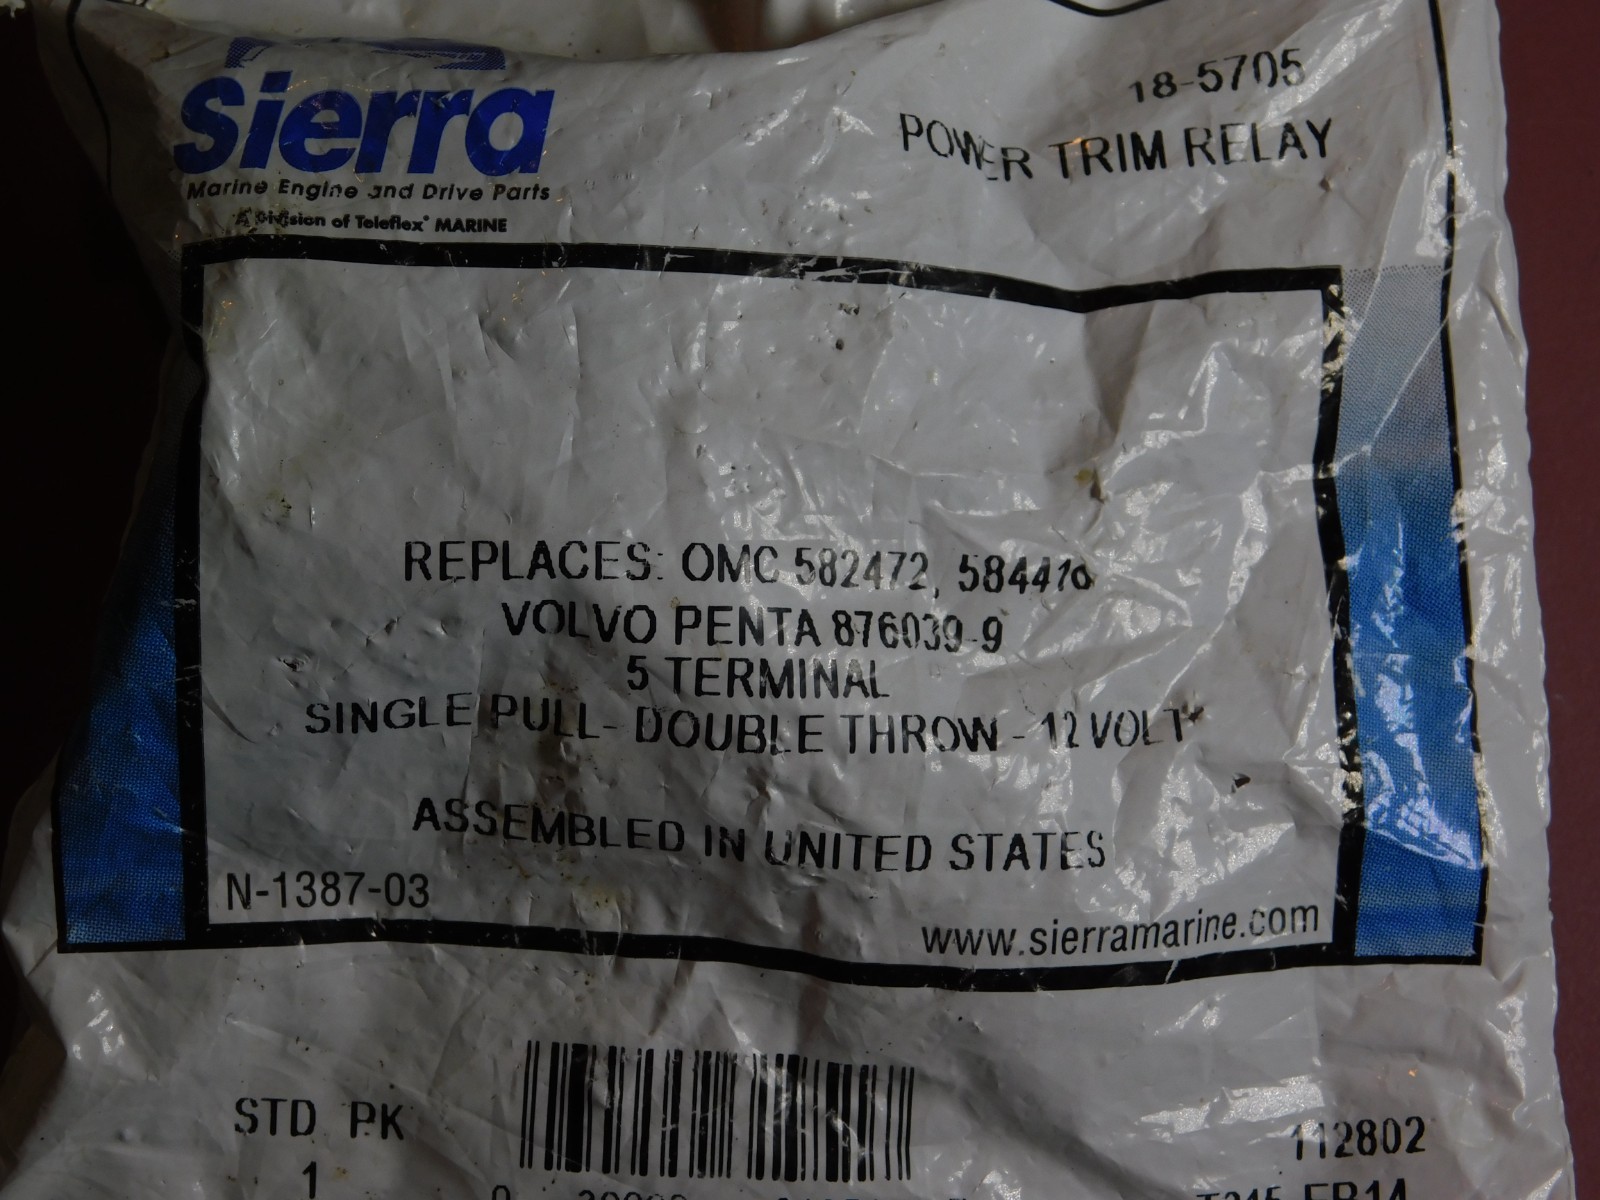 Sierra
Marine Engine and Drive Parts
A Division of Teleflex® MARINE
18-5705
POWER TRIM RELAY
REPLACES: OMC 582472, 584416
VOLVO PENTA 876039-9
5 TERMINAL
SINGLE PULL- DOUBLE THROW - 12 VOLT
ASSEMBLED IN UNITED STATES
N-1387-03
www.sierramarine.com
STD PK
1
112802